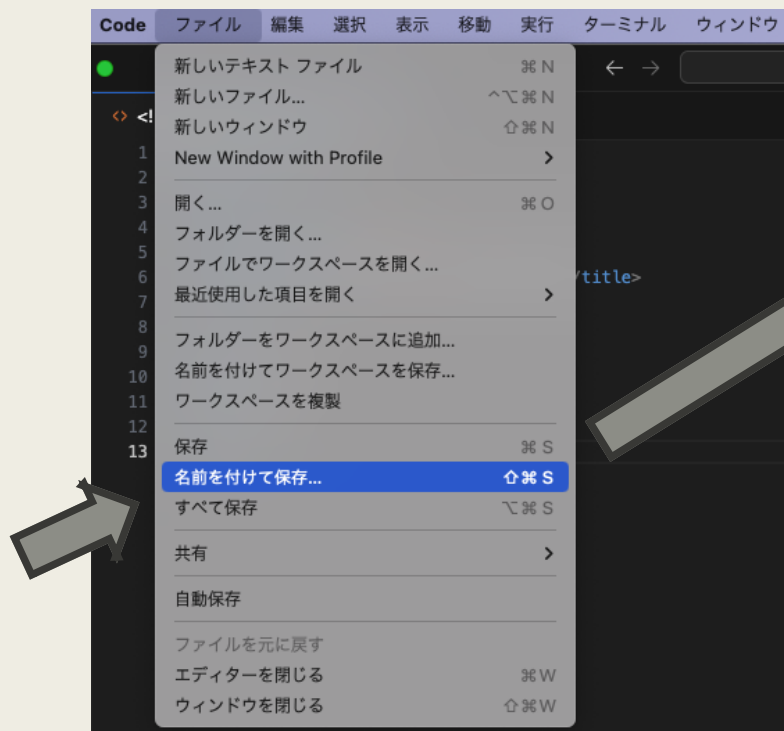 Code ファイル 編集 選択 表示 移動 実行 ターミナル ウィンドウ
新しいテキスト ファイル ⌘ N
新しいファイル... ^⌥⌘ N
新しいウィンドウ ⇧⌘ N
New Window with Profile >
開く... ⌘ O
フォルダーを開く...
ファイルでワークスペースを開く...
最近使用した項目を開く >
フォルダーをワークスペースに追加...
名前を付けてワークスペースを保存...
ワークスペースを複製
保存 ⌘ S
名前を付けて保存... ⇧⌘ S
すべて保存 ⌥⌘ S
共有 >
自動保存
ファイルを元に戻す
エディターを閉じる ⌘W
ウィンドウを閉じる ⇧⌘W
← →
<> <!
1
2
3
4
5
6 /title>
7
8
9
10
11
12
13